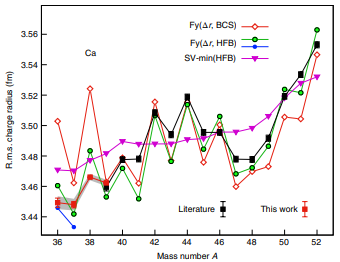 Fy(Δr, BCS)
Ca
Fy(Δr, HFB)
SV-min(HFB)
R.m.s. charge radius (fm)
3.56
3.54
3.52
3.50
3.48
3.46
3.44
Literature
This work
36 38 40 42 44 46 48 50 52
Mass number A